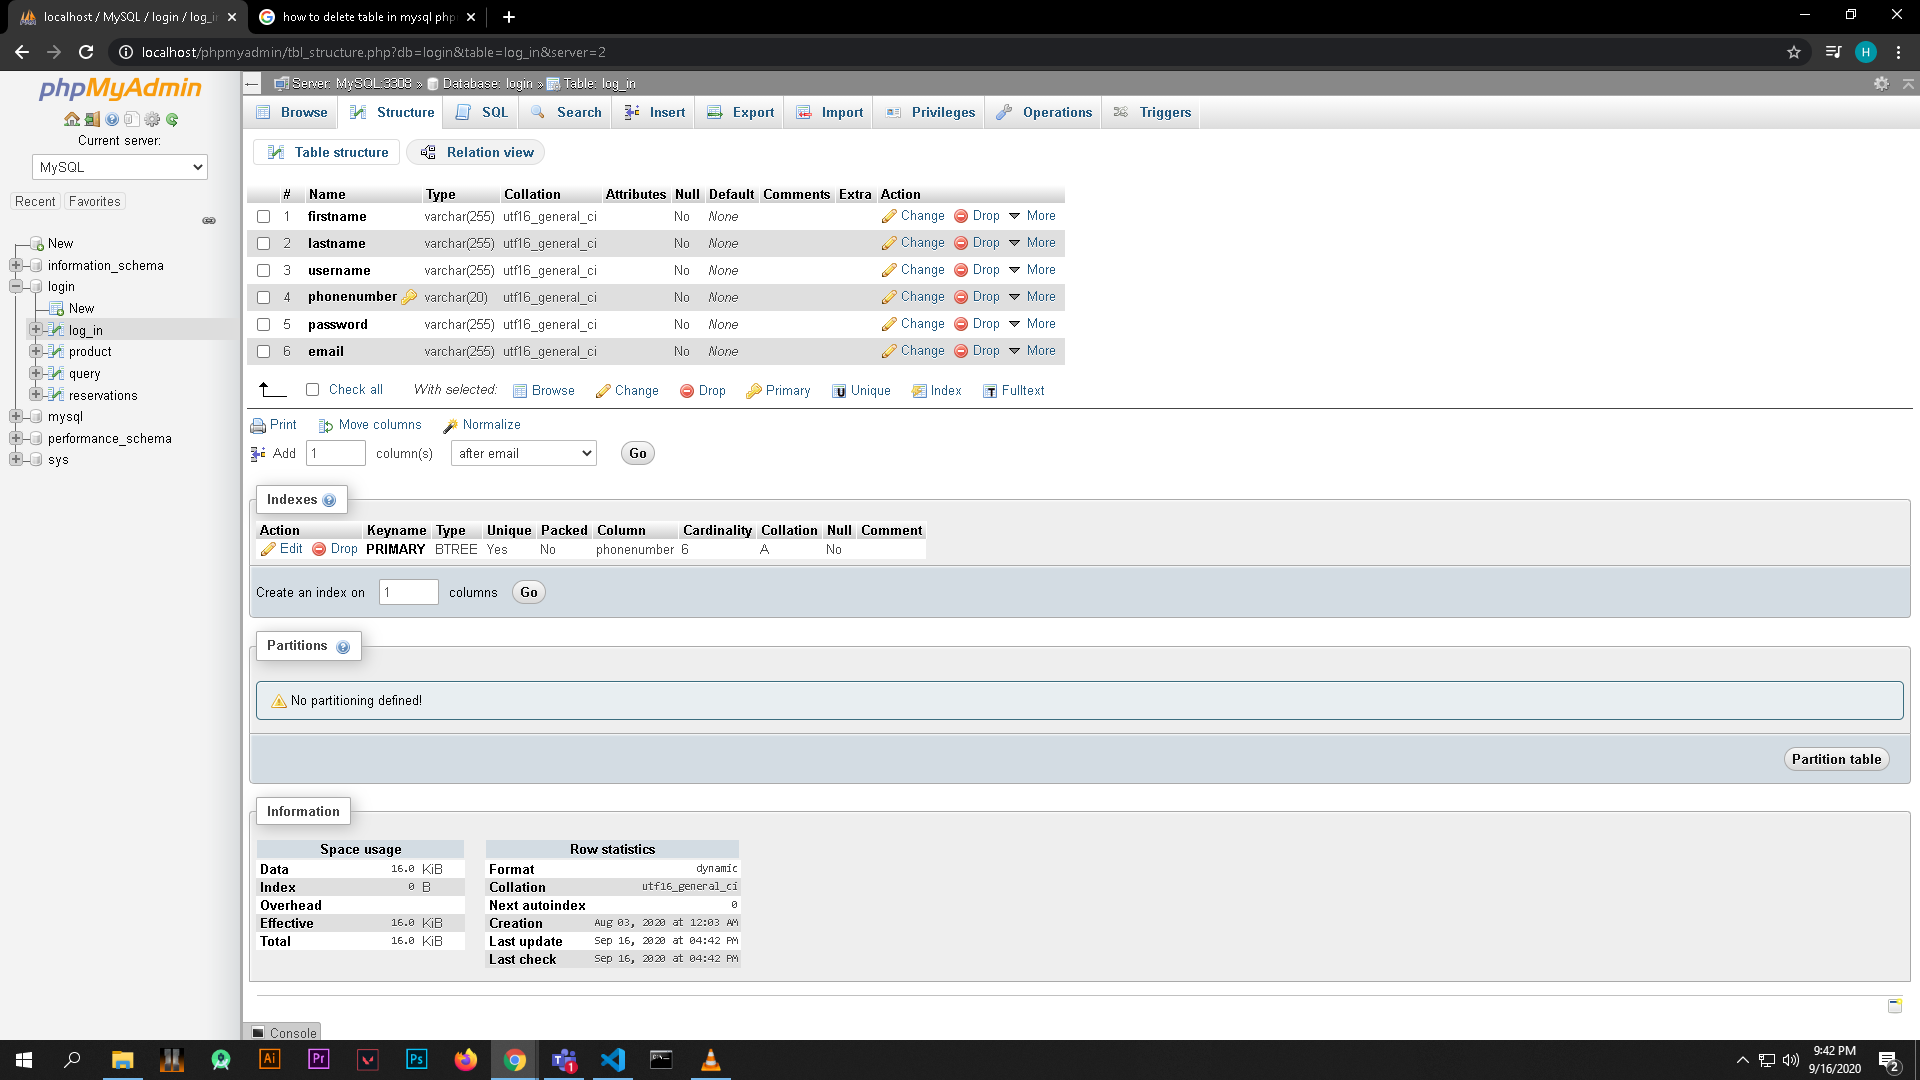 localhost / MySQL / login / log_in
how to delete table in mysql php
localhost/phpmyadmin/tbl_structure.php?db=login&table=log_in&server=2
H
phpMyAdmin
Current server:
MySQL
Recent Favorites
New
information_schema
login
New
log_in
product
query
reservations
mysql
performance_schema
sys
Server: MySQL:3308 » Database: login » Table: log_in
Browse Structure SQL Search Insert Export Import Privileges Operations Triggers
Table structure Relation view
# Name Type Collation Attributes Null Default Comments Extra Action
1 firstname varchar(255) utf16_general_ci No None Change Drop More
2 lastname varchar(255) utf16_general_ci No None Change Drop More
3 username varchar(255) utf16_general_ci No None Change Drop More
4 phonenumber varchar(20) utf16_general_ci No None Change Drop More
5 password varchar(255) utf16_general_ci No None Change Drop More
6 email varchar(255) utf16_general_ci No None Change Drop More
Check all With selected: Browse Change Drop Primary Unique Index Fulltext
Print Move columns Normalize
Add 1 column(s) after email Go
Indexes
Action Keyname Type Unique Packed Column Cardinality Collation Null Comment
Edit Drop PRIMARY BTREE Yes No phonenumber 6 A No
Create an index on 1 columns Go
Partitions
No partitioning defined!
Partition table
Information
Space usage
Data 16.0 KiB
Index 0 B
Overhead
Effective 16.0 KiB
Total 16.0 KiB
Row statistics
Format dynamic
Collation utf16_general_ci
Next autoindex 0
Creation Aug 03, 2020 at 12:03 AM
Last update Sep 16, 2020 at 04:42 PM
Last check Sep 16, 2020 at 04:42 PM
Console
Ai Pr Ps 1
9:42 PM
9/16/2020
2